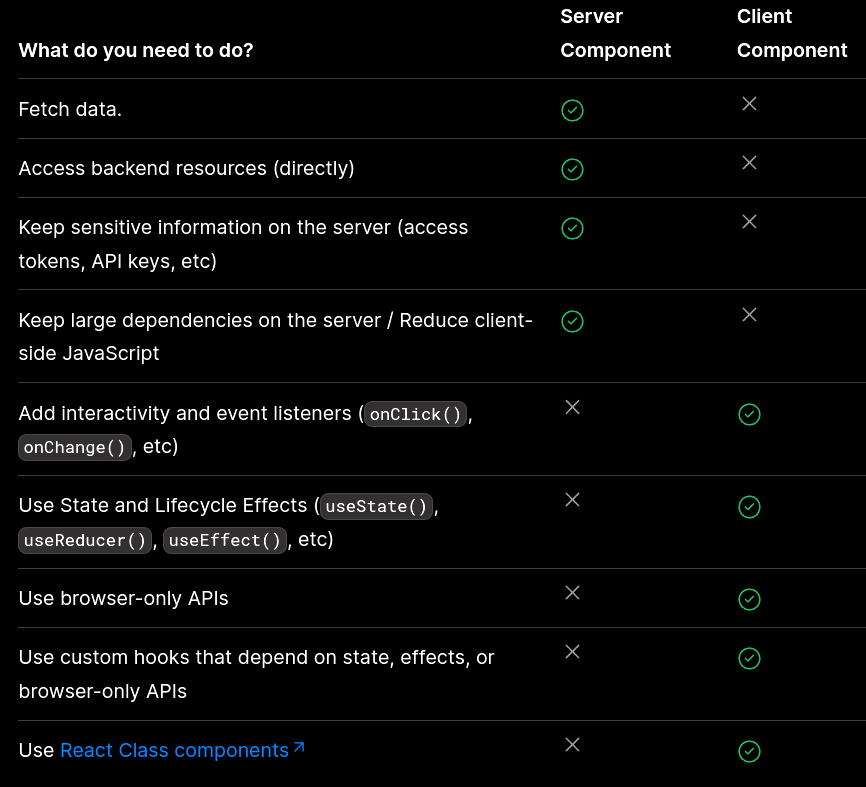 Server Client
What do you need to do? Component Component
Fetch data.
Access backend resources (directly)
Keep sensitive information on the server (access
tokens, API keys, etc)
Keep large dependencies on the server / Reduce client-
side JavaScript
Add interactivity and event listeners (onClick(),
onChange(), etc)
Use State and Lifecycle Effects (useState(),
useReducer(), useEffect(), etc)
Use browser-only APIs
Use custom hooks that depend on state, effects, or
browser-only APIs
Use React Class components